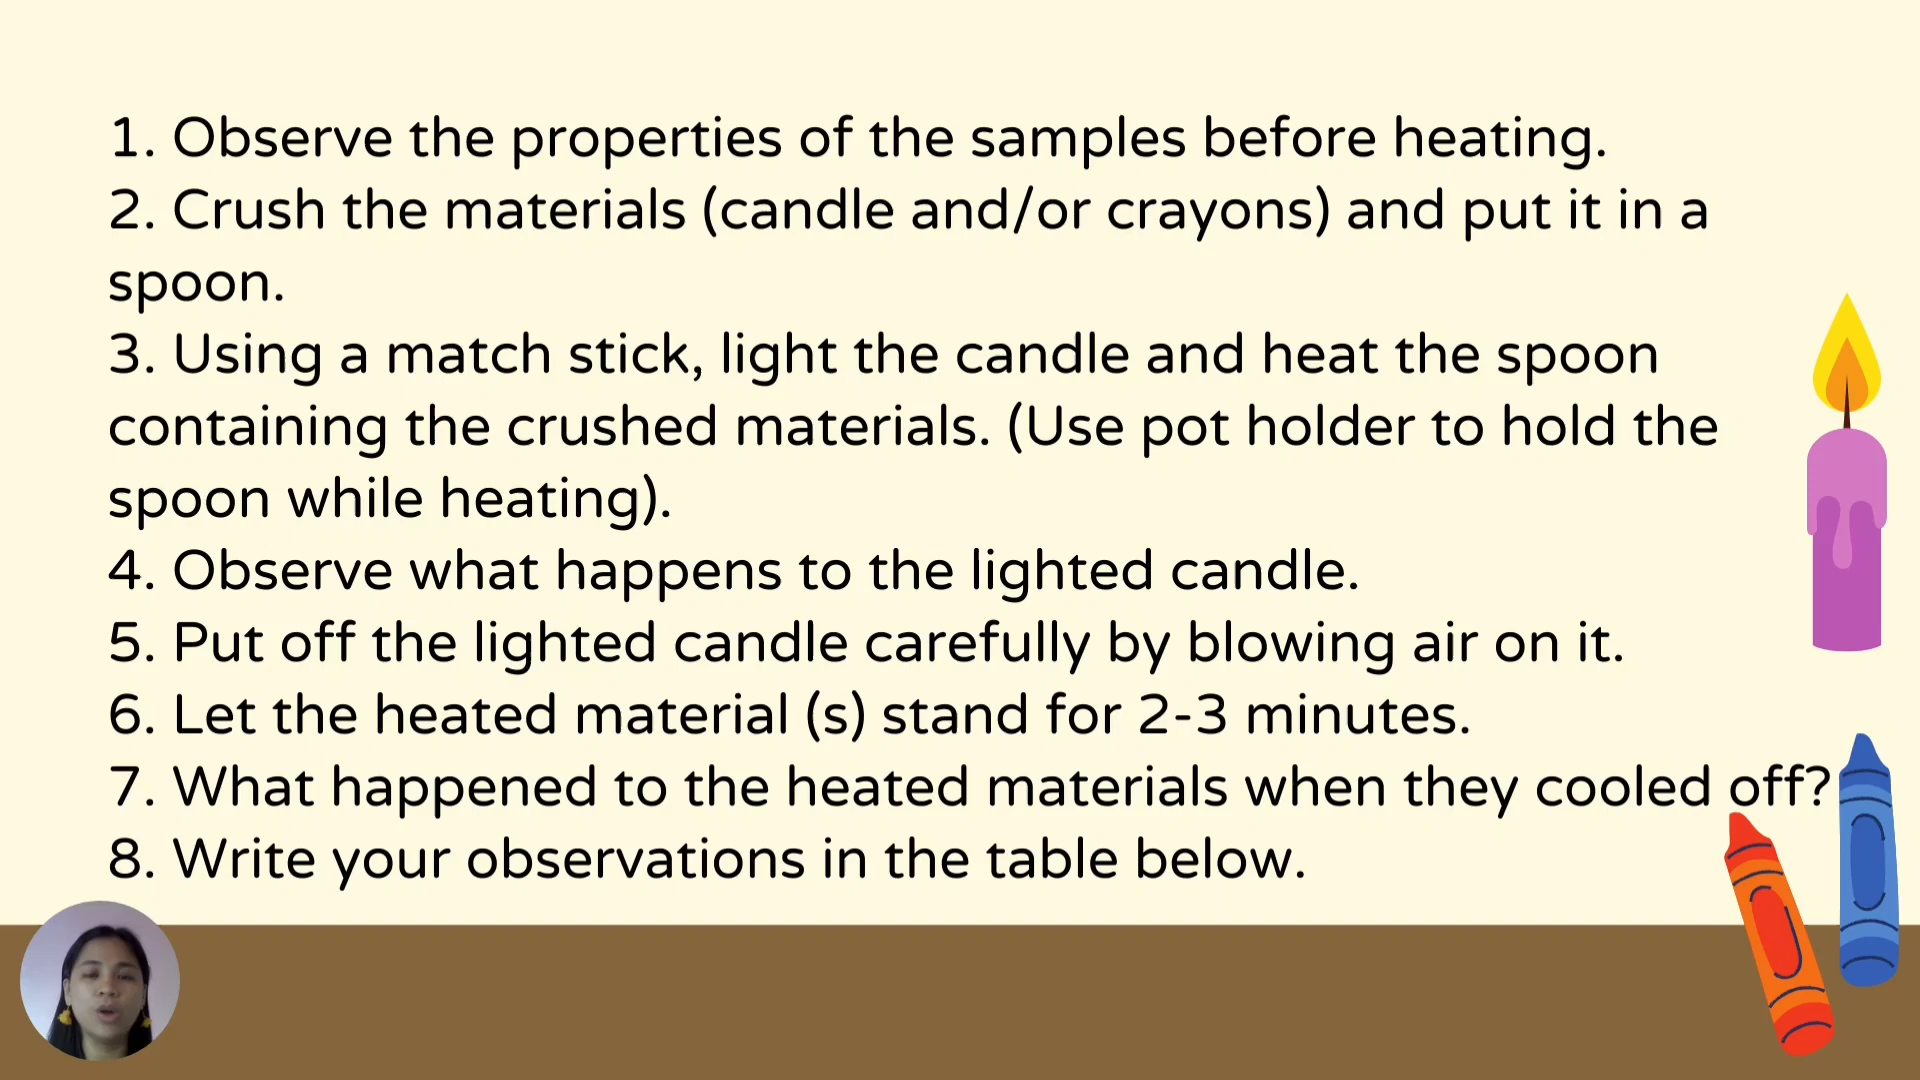 1. Observe the properties of the samples before heating.
2. Crush the materials (candle and/or crayons) and put it in a
spoon.
3. Using a match stick, light the candle and heat the spoon
containing the crushed materials. (Use pot holder to hold the
spoon while heating).
4. Observe what happens to the lighted candle.
5. Put off the lighted candle carefully by blowing air on it.
6. Let the heated material (s) stand for 2-3 minutes.
7. What happened to the heated materials when they cooled off?
8. Write your observations in the table below.